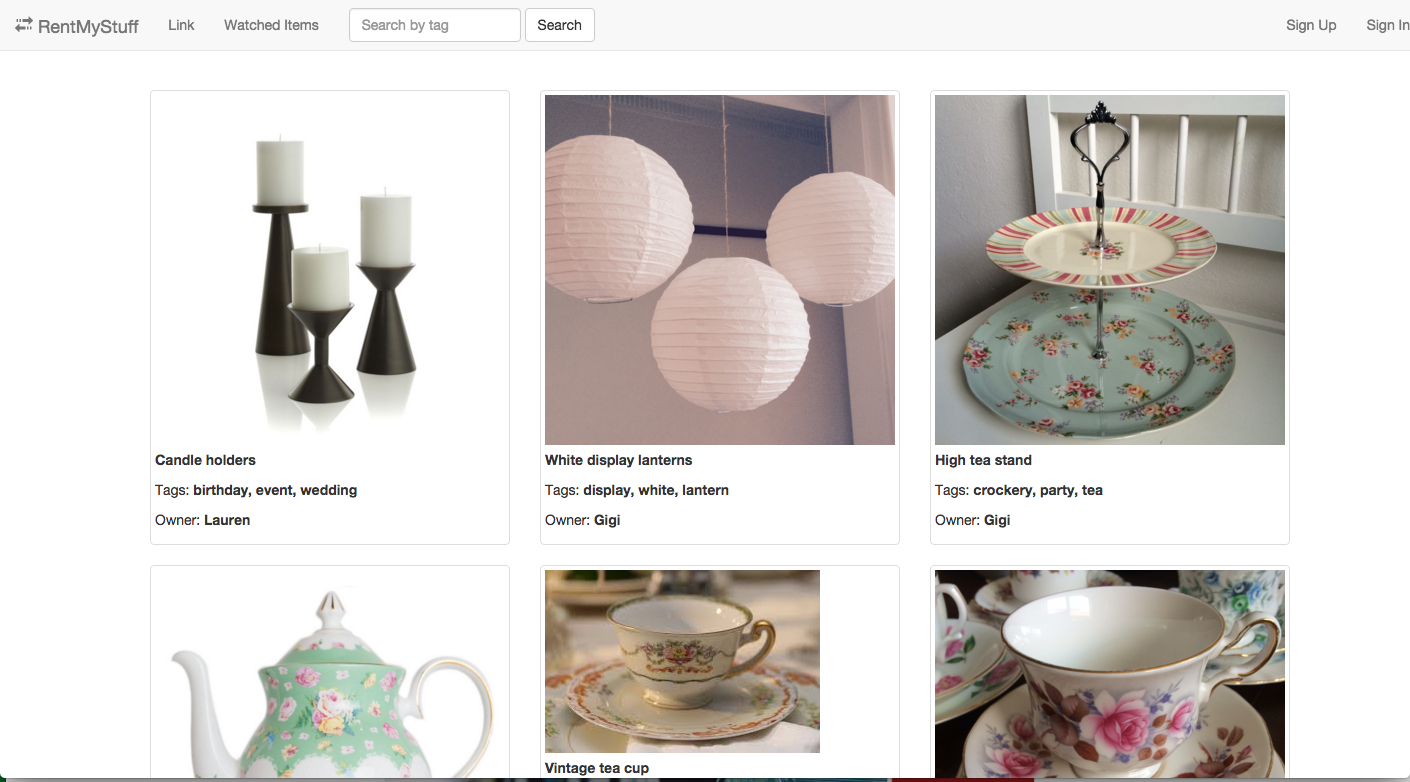 RentMyStuff Link Watched Items Search by tag Search Sign Up Sign In
Candle holders
Tags: birthday, event, wedding
Owner: Lauren
White display lanterns
Tags: display, white, lantern
Owner: Gigi
High tea stand
Tags: crockery, party, tea
Owner: Gigi
Vintage tea cup